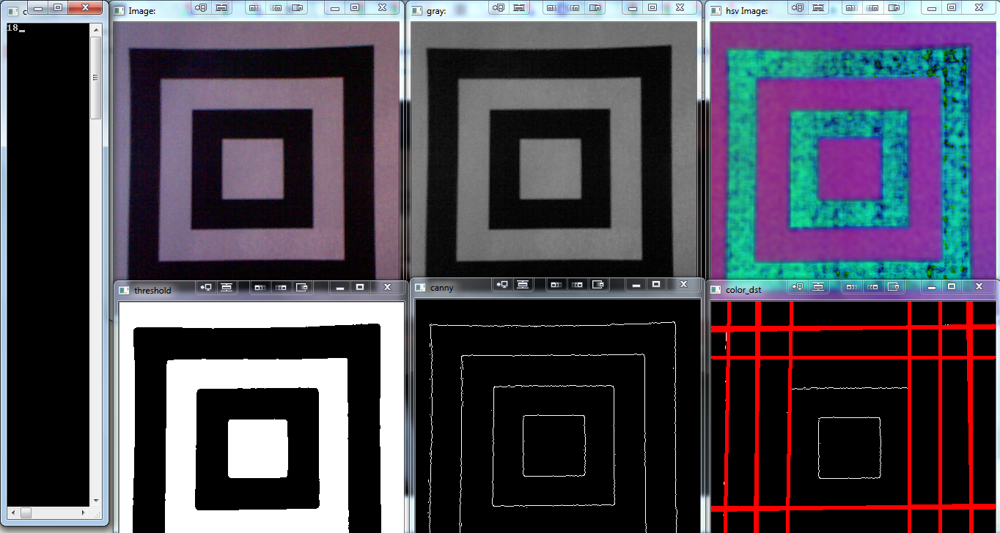 c
18_
Image:
gray:
hsv Image:
threshold
canny
color_dst